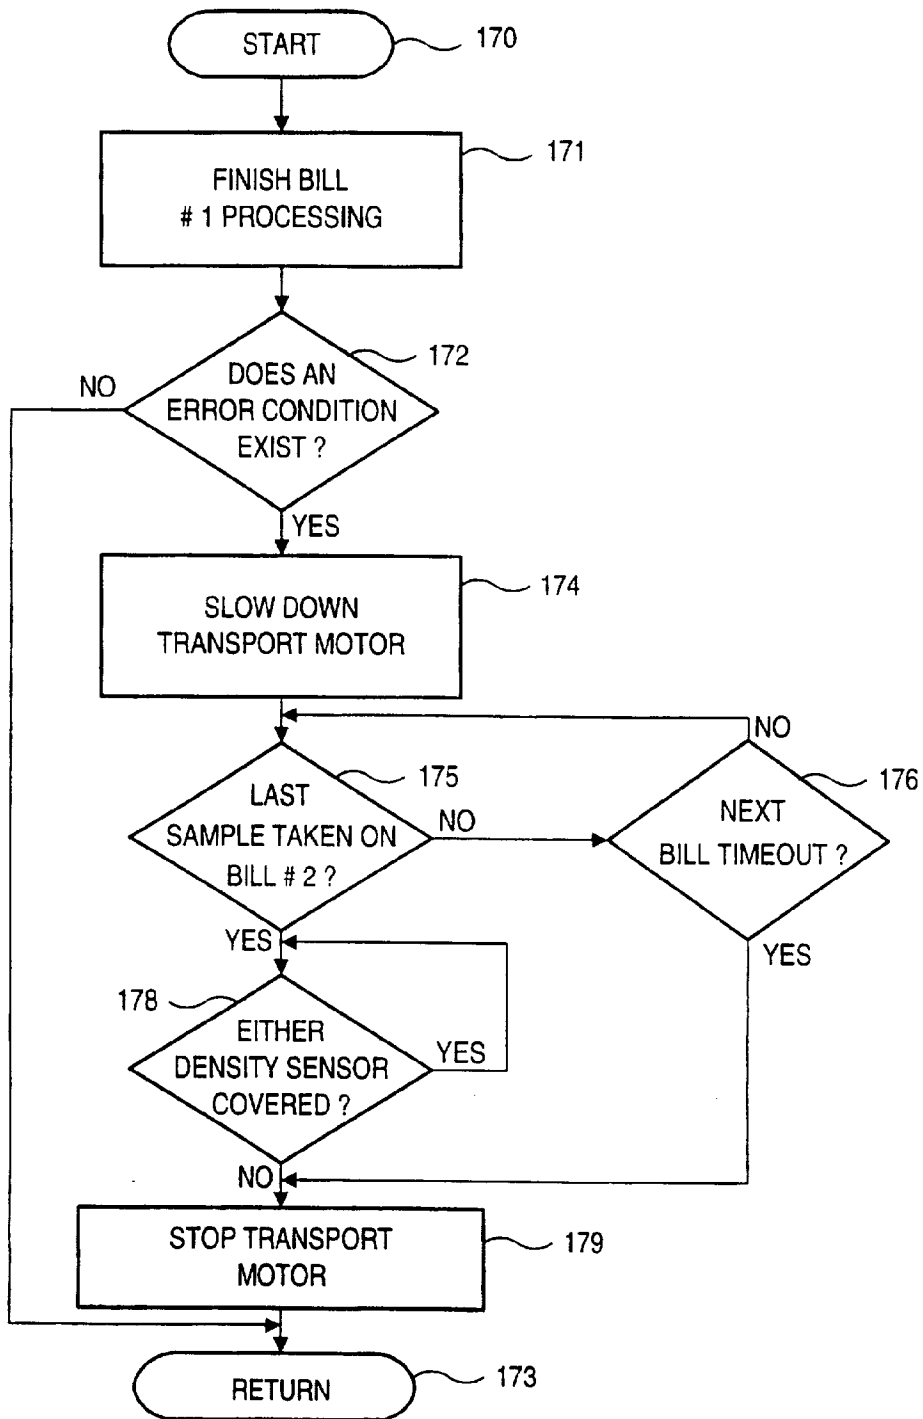 START
170
FINISH BILL
# 1 PROCESSING
171
DOES AN
ERROR CONDITION
EXIST ?
172
NO
YES
SLOW DOWN
TRANSPORT MOTOR
174
LAST
SAMPLE TAKEN ON
BILL # 2 ?
175
NO
NEXT
BILL TIMEOUT ?
176
NO
YES
YES
EITHER
DENSITY SENSOR
COVERED ?
178
YES
NO
STOP TRANSPORT
MOTOR
179
RETURN
173